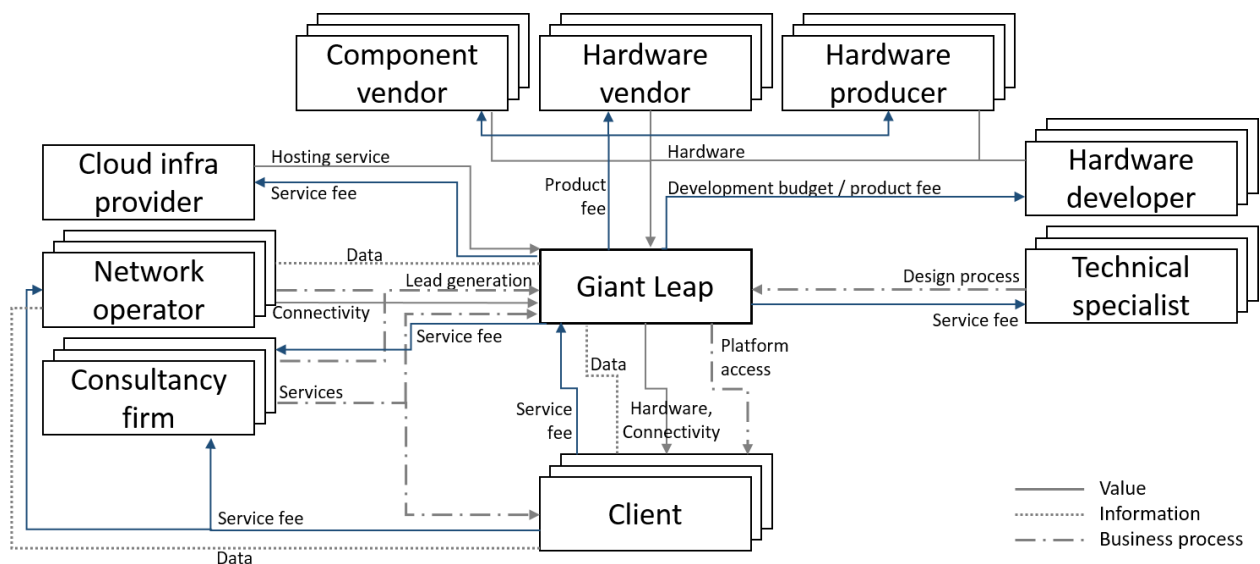 Component
vendor
Hardware
vendor
Hardware
producer
Cloud infra
provider
Hosting service
Service fee
Hardware
Hardware
developer
Product
fee
Development budget / product fee
Network
operator
Data
Lead generation
Connectivity
Giant Leap
Design process
Service fee
Technical
specialist
Service fee
Consultancy
firm
Services
Data
Platform
access
Service
fee
Hardware,
Connectivity
Client
Service fee
Data
Value
Information
Business process